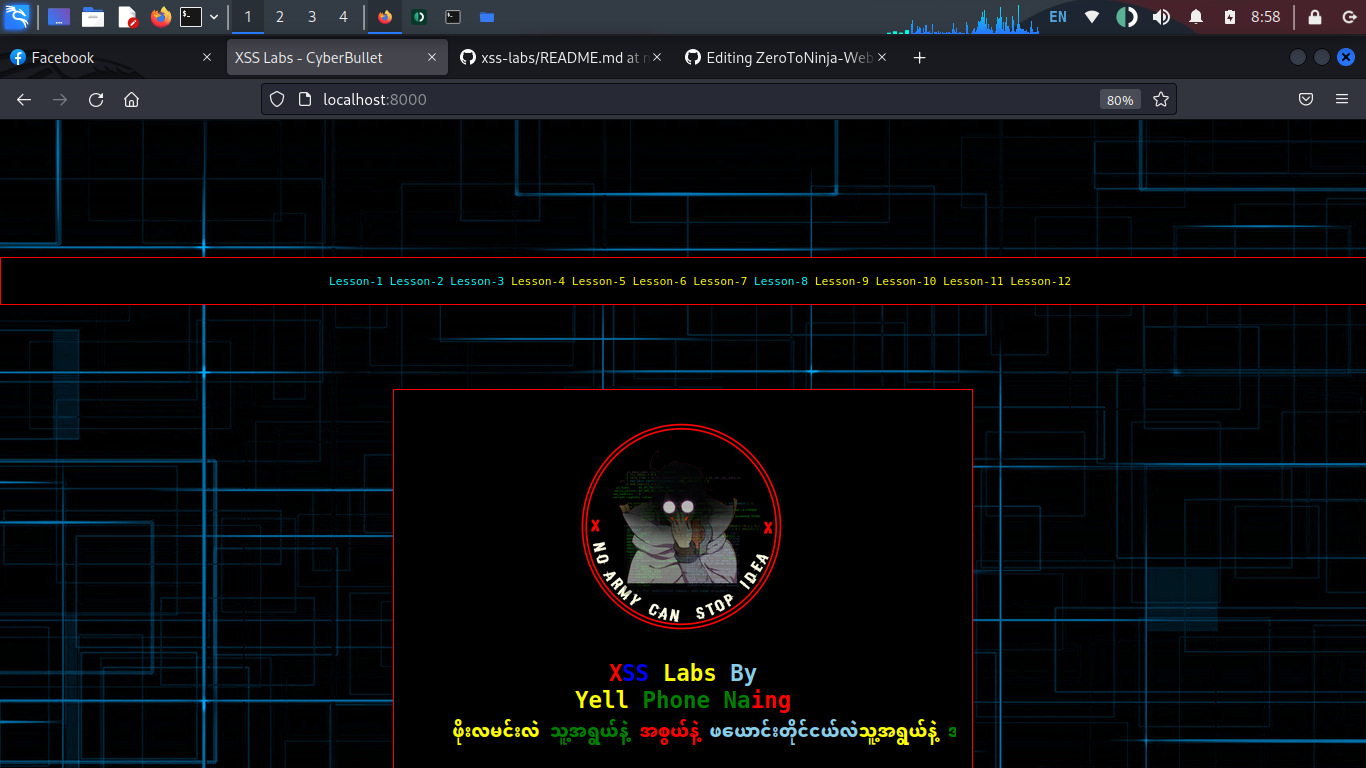 1 2 3 4 EN 8:58
Facebook XSS Labs - CyberBullet xss-labs/README.md at m Editing ZeroToNinja-Web
localhost:8000 80%
Lesson-1 Lesson-2 Lesson-3 Lesson-4 Lesson-5 Lesson-6 Lesson-7 Lesson-8 Lesson-9 Lesson-10 Lesson-11 Lesson-12
X X
NO ARMY CAN STOP IDEA
XSS Labs By
Yell Phone Naing
ဖိုးလမင်းလဲ သူ့အရွယ်နဲ့ အစွယ်နဲ့ ဖယောင်းတိုင်ငယ်လဲသူ့အရွယ်နဲ့